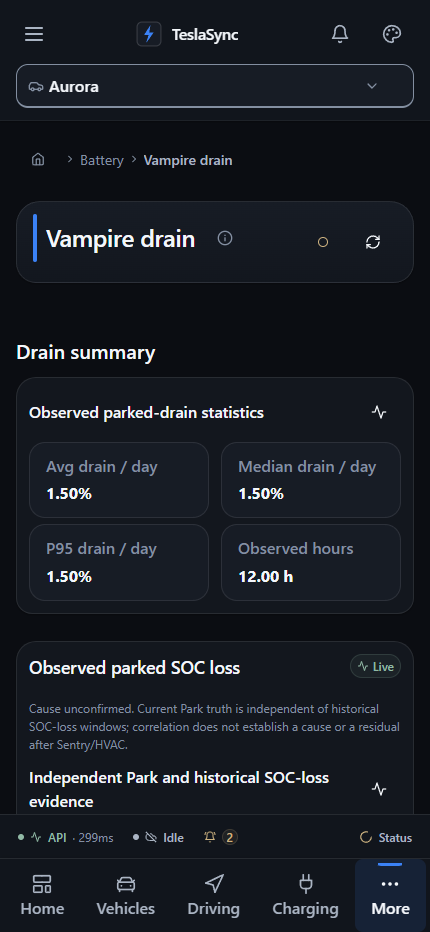 TeslaSync
Aurora
Battery > Vampire drain
Vampire drain
Drain summary
Observed parked-drain statistics
Avg drain / day
1.50%
Median drain / day
1.50%
P95 drain / day
1.50%
Observed hours
12.00 h
Observed parked SOC loss
Live
Cause unconfirmed. Current Park truth is independent of historical
SOC-loss windows; correlation does not establish a cause or a residual
after Sentry/HVAC.
Independent Park and historical SOC-loss
evidence
API · 299ms
Idle
2
Status
Home
Vehicles
Driving
Charging
More